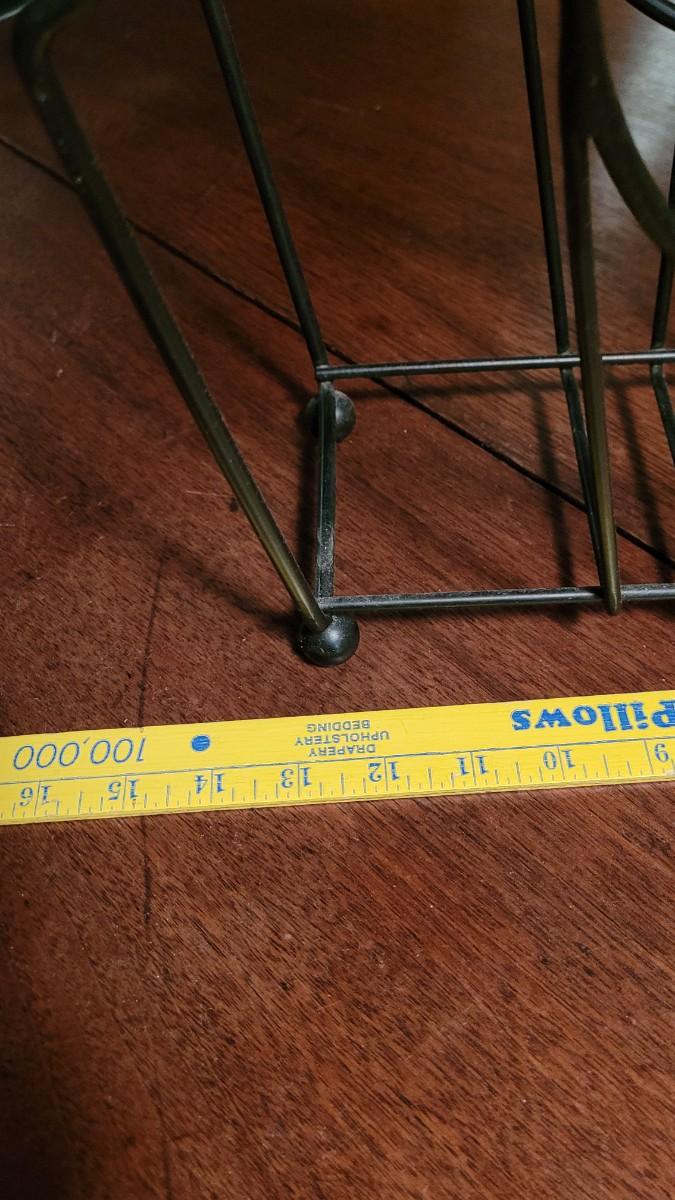 Pillows
DRAPERY
UPHOLSTERY
BEDDING
100,000
9 10 11 12 13 14 15 16